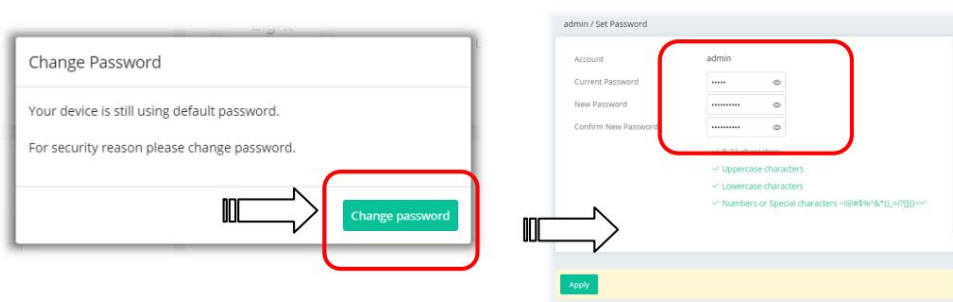 Change Password
Your device is still using default password.
For security reason please change password.
Change password
admin / Set Password
Account admin
Current Password •••••
New Password ••••••••••
Confirm New Password ••••••••••
characters
✓ Uppercase characters
✓ Lowercase characters
✓ Numbers or Special characters
Apply